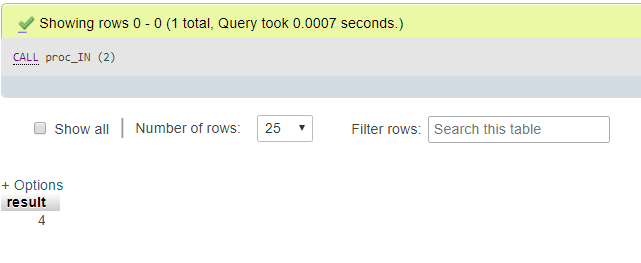 Showing rows 0 - 0 (1 total, Query took 0.0007 seconds.)
CALL proc_IN (2)
Show all | Number of rows: 25 Filter rows: Search this table
+ Options
result
4